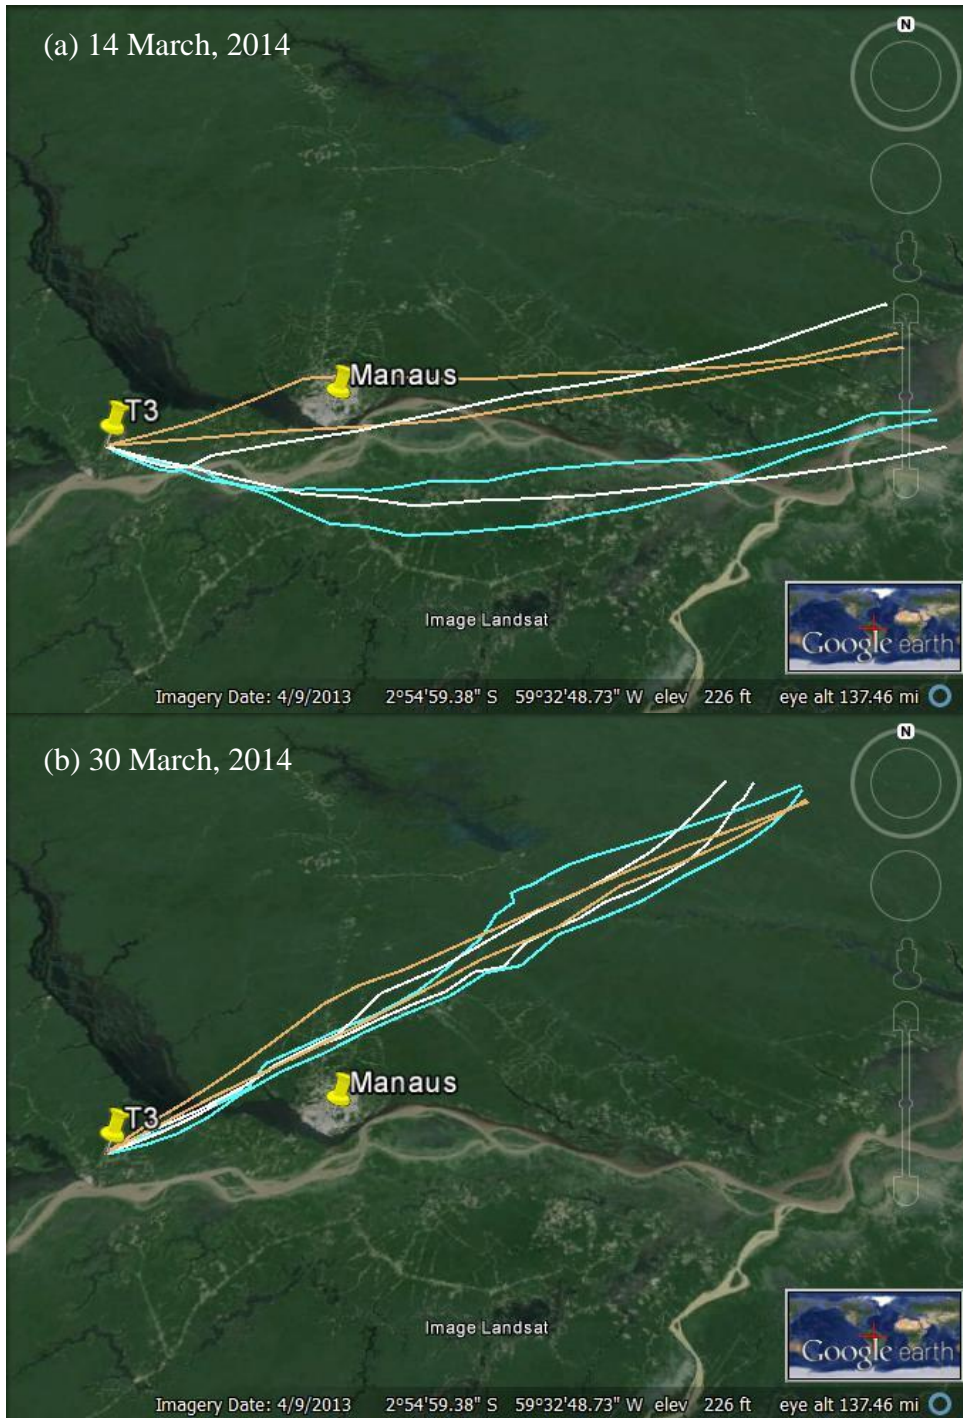 (a) 14 March, 2014
N
Manaus
T3
Image Landsat
Google earth
Imagery Date: 4/9/2013 2°54'59.38" S 59°32'48.73" W elev 226 ft eye alt 137.46 mi
(b) 30 March, 2014
N
Manaus
T3
Image Landsat
Google earth
Imagery Date: 4/9/2013 2°54'59.38" S 59°32'48.73" W elev 226 ft eye alt 137.46 mi